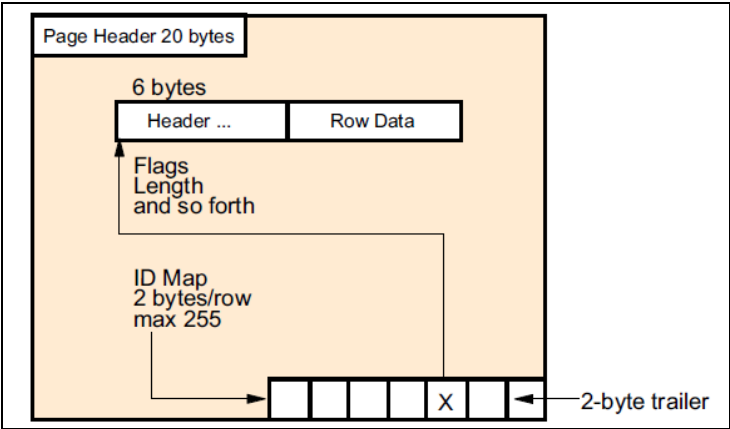 Page Header 20 bytes
6 bytes
Header ...
Row Data
Flags
Length
and so forth
ID Map
2 bytes/row
max 255
X
2-byte trailer